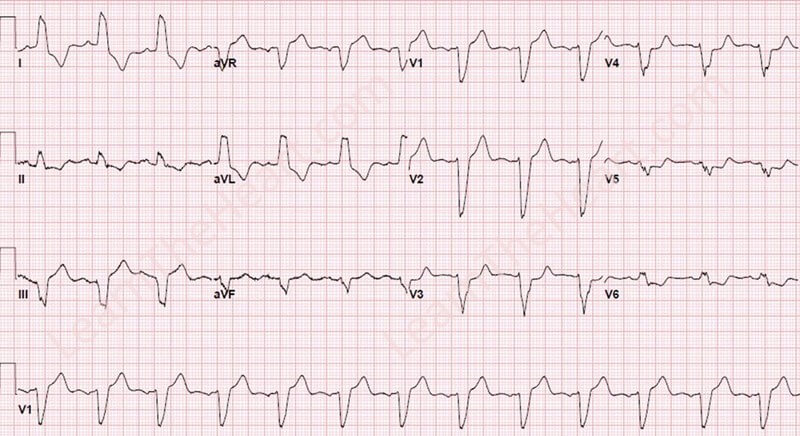 I aVR V1 V4
II aVL V2 V5
III aVF V3 V6
V1
LearnTheHeart.com
LearnTheHeart.com